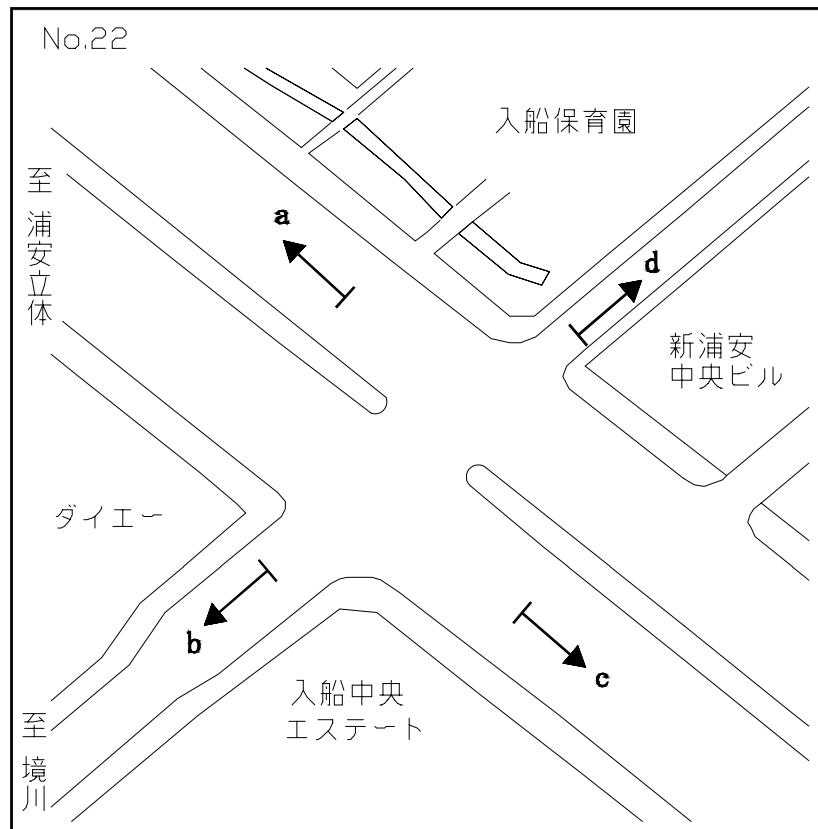 No.22
入船保育園
至 浦安立体
a
d
新浦安
中央ビル
ダイエー
b
c
入船中央
エステート
至 境川